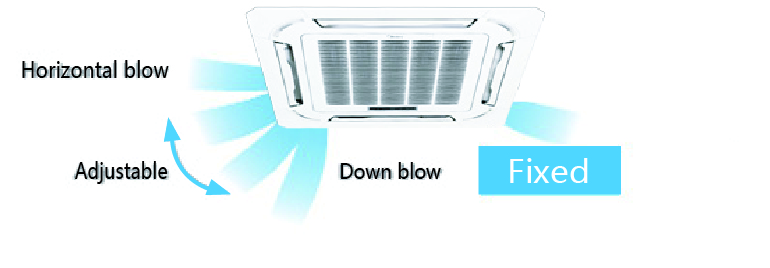 Horizontal blow
Adjustable
Down blow
Fixed